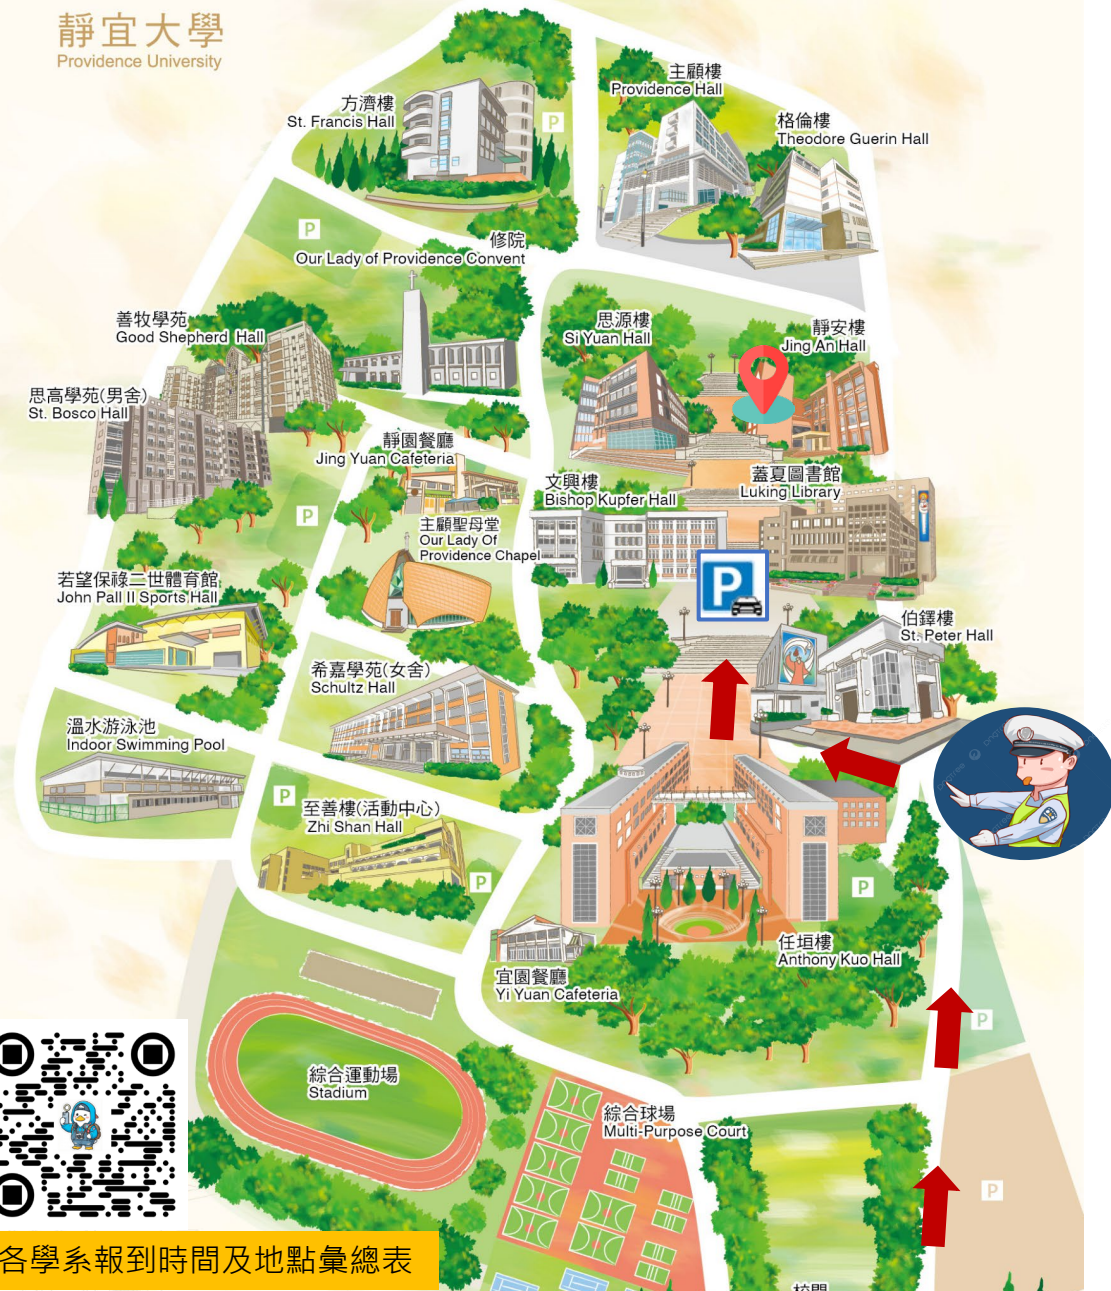 靜宜大學
Providence University
主顧樓
Providence Hall
方濟樓
St. Francis Hall
P
格倫樓
Theodore Guerin Hall
P
修院
Our Lady of Providence Convent
善牧學苑
Good Shepherd Hall
思源樓
Si Yuan Hall
靜安樓
Jing An Hall
思高學苑(男舍)
St. Bosco Hall
靜園餐廳
Jing Yuan Cafeteria
文興樓
Bishop Kupfer Hall
蓋夏圖書館
Luking Library
P
主顧聖母堂
Our Lady Of
Providence Chapel
若望保祿二世體育館
John Pall II Sports Hall
P
伯鐸樓
St. Peter Hall
希嘉學苑(女舍)
Schultz Hall
溫水游泳池
Indoor Swimming Pool
P
至善樓(活動中心)
Zhi Shan Hall
P
P
任垣樓
Anthony Kuo Hall
宜園餐廳
Yi Yuan Cafeteria
P
綜合運動場
Stadium
綜合球場
Multi-Purpose Court
P
各學系報到時間及地點彙總表
校門